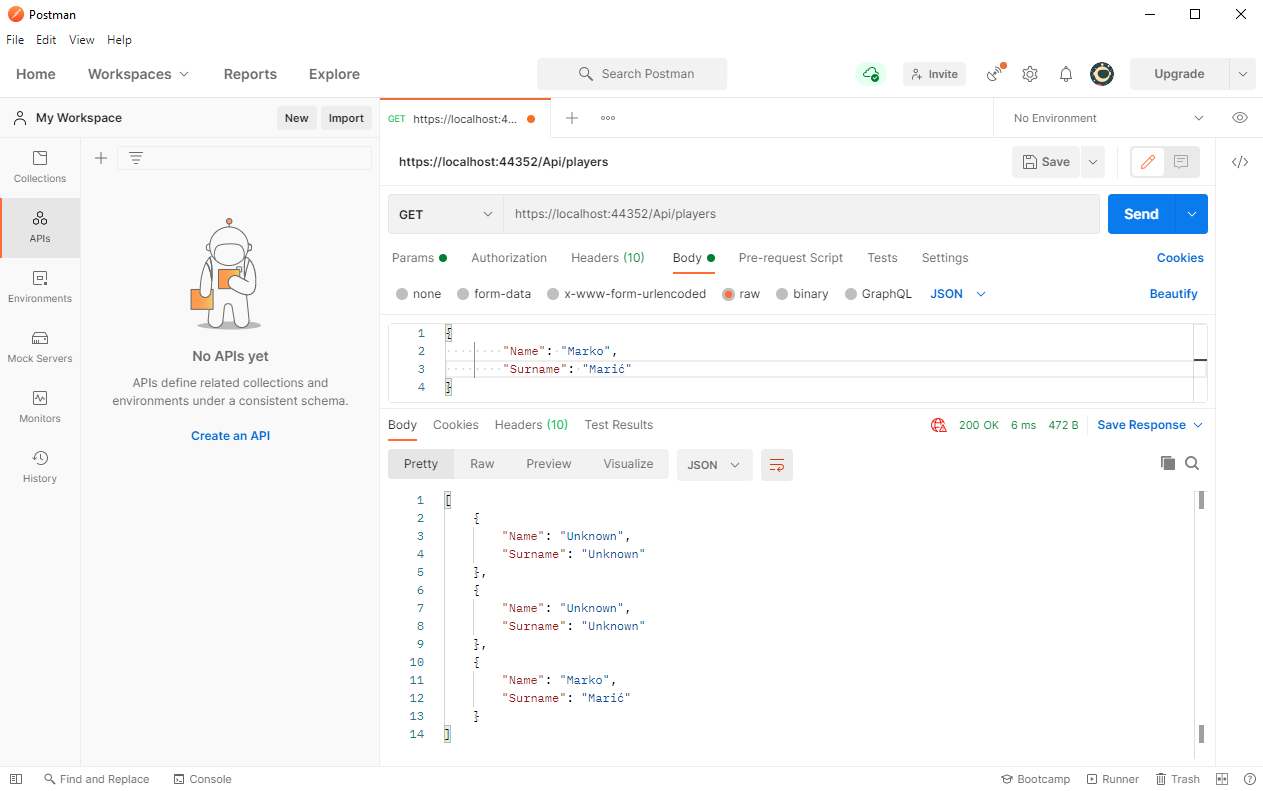 Postman
File Edit View Help
Home Workspaces Reports Explore Search Postman Invite Upgrade
My Workspace New Import
GET https://localhost:4... No Environment
Collections
APIs
Environments
Mock Servers
Monitors
History
No APIs yet
APIs define related collections and
environments under a consistent schema.
Create an API
https://localhost:44352/Api/players Save
GET https://localhost:44352/Api/players Send
Params Authorization Headers (10) Body Pre-request Script Tests Settings Cookies
none form-data x-www-form-urlencoded raw binary GraphQL JSON Beautify
1 {
2 "Name": "Marko",
3 "Surname": "Marić"
4 }
Body Cookies Headers (10) Test Results 200 OK 6 ms 472 B Save Response
Pretty Raw Preview Visualize JSON
1 [
2 {
3 "Name": "Unknown",
4 "Surname": "Unknown"
5 },
6 {
7 "Name": "Unknown",
8 "Surname": "Unknown"
9 },
10 {
11 "Name": "Marko",
12 "Surname": "Marić"
13 }
14 ]
Find and Replace Console Bootcamp Runner Trash